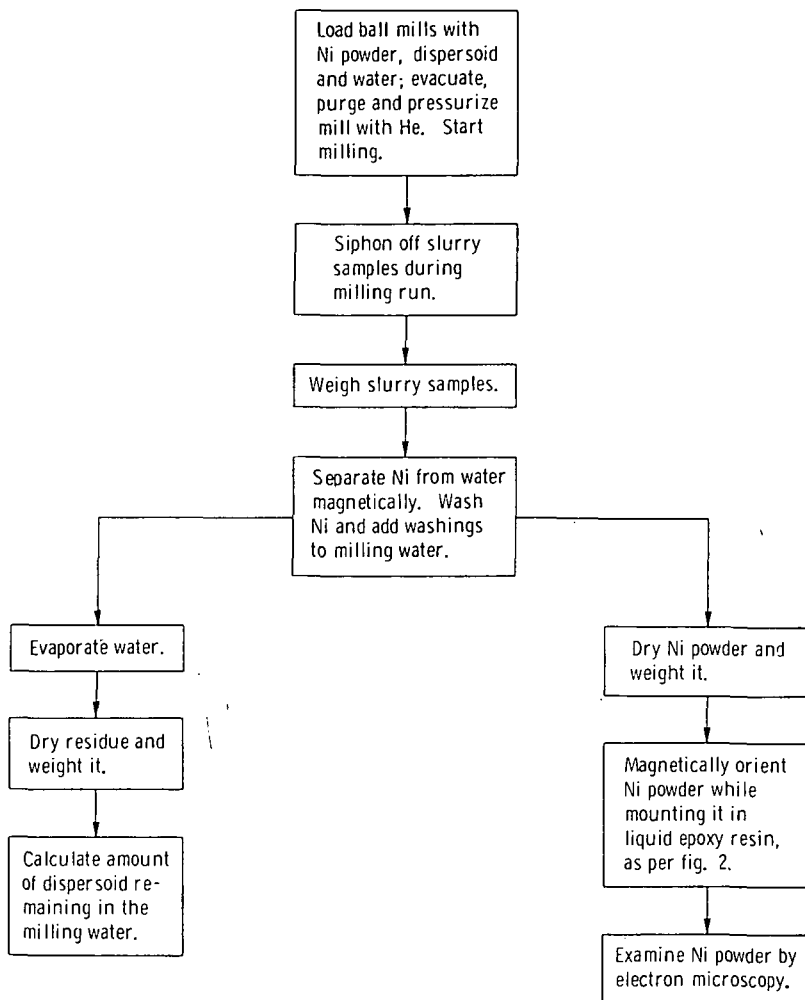 Load ball mills with
Ni powder, dispersoid
and water; evacuate,
purge and pressurize
mill with He. Start
milling.
Siphon off slurry
samples during
milling run.
Weigh slurry samples.
Separate Ni from water
magnetically. Wash
Ni and add washings
to milling water.
Evaporate water.
Dry residue and
weight it.
Calculate amount
of dispersoid re-
maining in the
milling water.
Dry Ni powder and
weight it.
Magnetically orient
Ni powder while
mounting it in
liquid epoxy resin,
as per fig. 2.
Examine Ni powder by
electron microscopy.